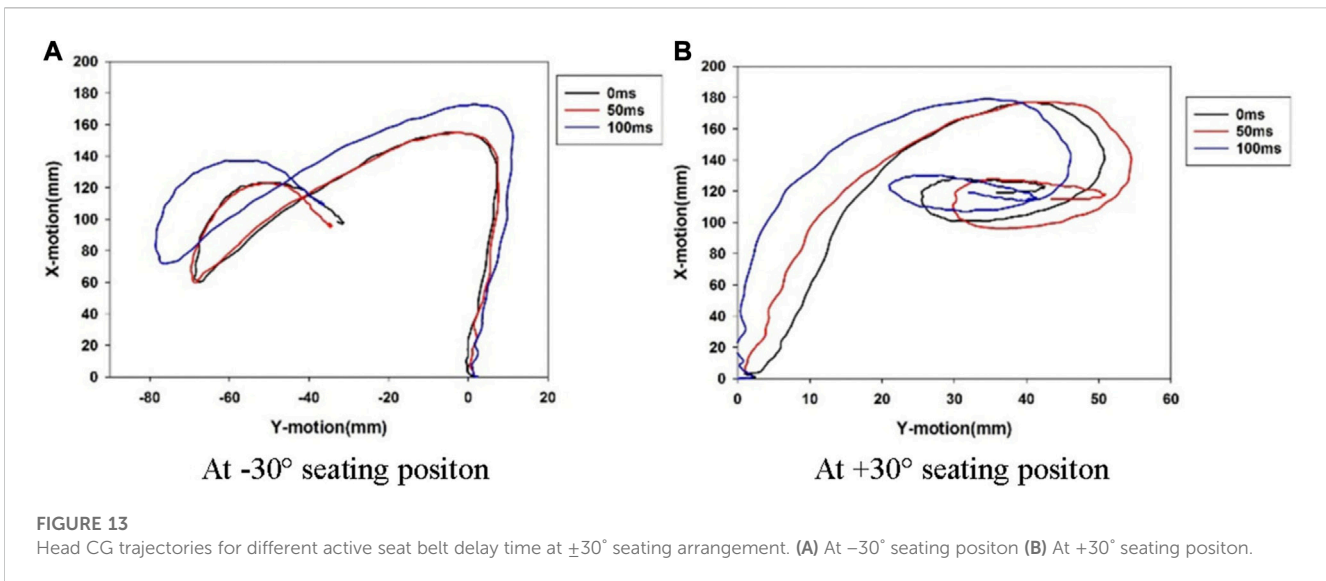 A
200
180
160
140
120
100
80
60
40
20
0
X-motion(mm)
-80 -60 -40 -20 0 20
Y-motion(mm)
0ms
50ms
100ms
At -30° seating positon
B
200
180
160
140
120
100
80
60
40
20
0
X-motion(mm)
0 10 20 30 40 50 60
Y-motion(mm)
0ms
50ms
100ms
At +30° seating positon
FIGURE 13
Head CG trajectories for different active seat belt delay time at ±30° seating arrangement. (A) At −30° seating positon (B) At +30° seating positon.